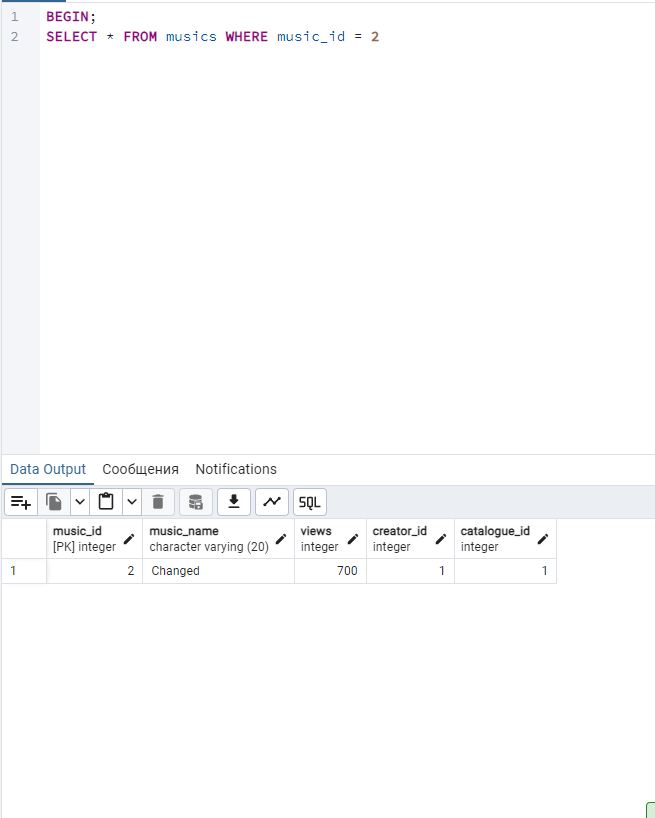 1 BEGIN;
2 SELECT * FROM musics WHERE music_id = 2
Data Output Сообщения Notifications
SQL
music_id music_name views creator_id catalogue_id
[PK] integer character varying (20) integer integer integer
1 2 Changed 700 1 1